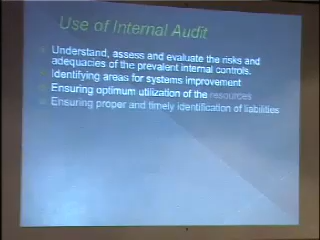 Use of Internal Audit
Understand, assess and evaluate the risks and
adequacies of the prevalent internal controls.
Identifying areas for systems improvement
Ensuring optimum utilization of the resources
Ensuring proper and timely identification of liabilities